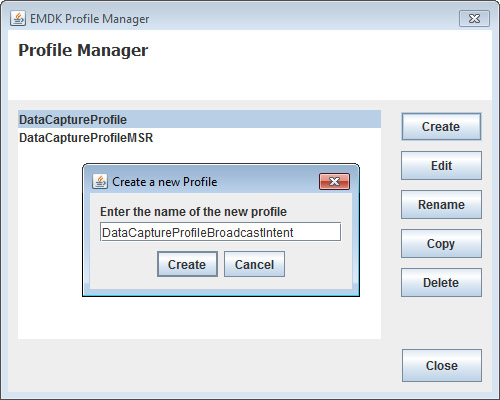 EMDK Profile Manager
Profile Manager
DataCaptureProfile
DataCaptureProfileMSR
Create
Edit
Rename
Copy
Delete
Close
Create a new Profile
Enter the name of the new profile
DataCaptureProfileBroadcastIntent
Create Cancel